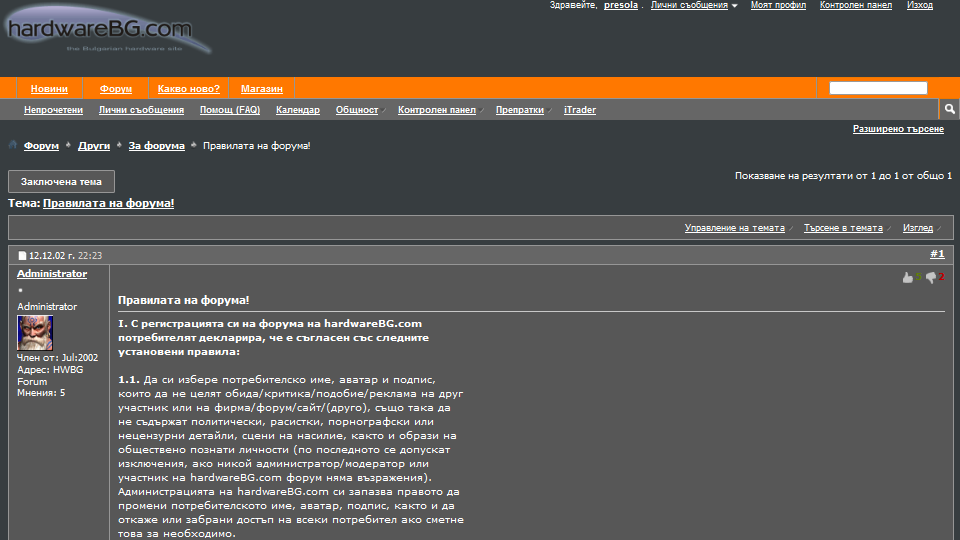 Здравейте, presola . Лични съобщения Моят профил Контролен панел Изход
hardwareBG.com
the Bulgarian hardware site
Новини Форум Какво ново? Магазин
Непрочетени Лични съобщения Помощ (FAQ) Календар Общност Контролен панел Препратки iTrader
Разширено търсене
Форум Други За форума Правилата на форума!
Показване на резултати от 1 до 1 от общо 1
Заключена тема
Тема: Правилата на форума!
Управление на темата Търсене в темата Изглед
12.12.02 г. 22:23 #1
Administrator
5 2
Administrator
Член от: Jul:2002
Адрес: HWBG
Forum
Мнения: 5
Правилата на форума!
I. С регистрацията си на форума на hardwareBG.com
потребителят декларира, че е съгласен със следните
установени правила:
1.1. Да си избере потребителско име, аватар и подпис,
които да не целят обида/критика/подобие/реклама на друг
участник или на фирма/форум/сайт/(друго), също така да
не съдържат политически, расистки, порнографски или
нецензурни детайли, сцени на насилие, както и образи на
обществено познати личности (по последното се допускат
изключения, ако никой администратор/модератор или
участник на hardwareBG.com форум няма възражения).
Администрацията на hardwareBG.com си запазва правото да
промени потребителското име, аватар, подпис, както и да
откаже или забрани достъп на всеки потребител ако сметне
това за необходимо.